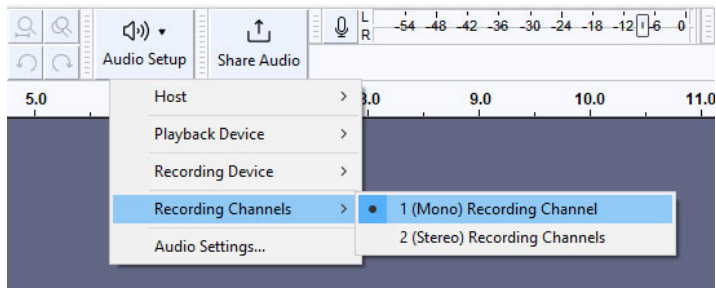 L
R
-54 -48 -42 -36 -30 -24 -18 -12 -6 0
Audio Setup
Share Audio
5.0 8.0 9.0 10.0 11.0
Host
Playback Device
Recording Device
Recording Channels
1 (Mono) Recording Channel
2 (Stereo) Recording Channels
Audio Settings...